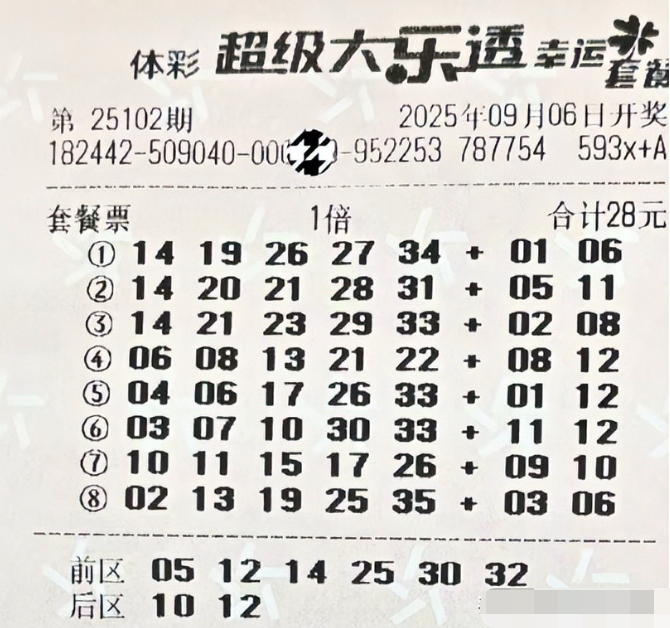 体彩 超级大乐透 幸运套餐
第 25102期 2025年09月06日开奖
182442-509040-00 -952253 787754 593x+A
套餐票 1倍 合计28元
① 14 19 26 27 34 + 01 06
② 14 20 21 28 31 + 05 11
③ 14 21 23 29 33 + 02 08
④ 06 08 13 21 22 + 08 12
⑤ 04 06 17 26 33 + 01 12
⑥ 03 07 10 30 33 + 11 12
⑦ 10 11 15 17 26 + 09 10
⑧ 02 13 19 25 35 + 03 06
前区 05 12 14 25 30 32
后区 10 12